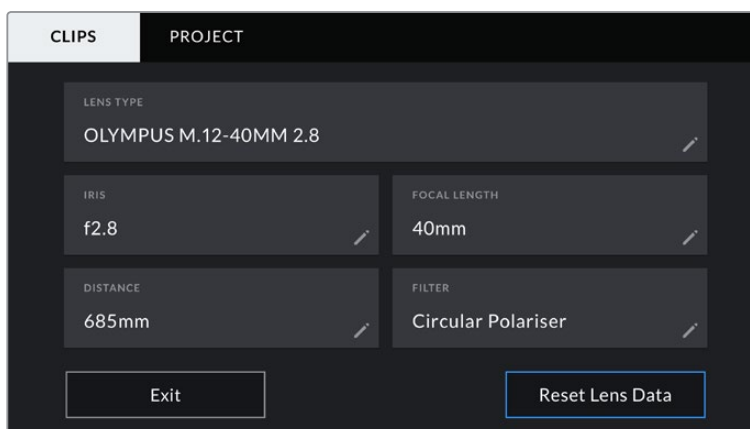 CLIPS PROJECT
LENS TYPE
OLYMPUS M.12-40MM 2.8
IRIS
f2.8
FOCAL LENGTH
40mm
DISTANCE
685mm
FILTER
Circular Polariser
Exit
Reset Lens Data